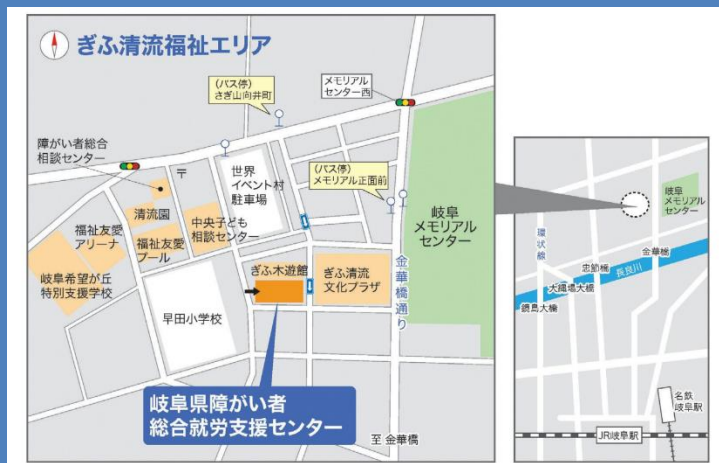 ぎふ清流福祉エリア
(バス停)
さぎ山向井町
メモリアル
センター西
障がい者総合
相談センター
〒
世界
イベント村
駐車場
(バス停)
メモリアル正面前
清流園
福祉友愛
アリーナ
福祉友愛
プール
中央子ども
相談センター
岐阜
メモリアル
センター
岐阜希望が丘
特別支援学校
ぎふ木遊館
ぎふ清流
文化プラザ
金華橋通り
早田小学校
岐阜県障がい者
総合就労支援センター
至 金華橋
岐阜
メモリアル
センター
環状線
金華橋
忠節橋
長良川
大縄場大橋
鏡島大橋
名鉄
岐阜駅
JR岐阜駅